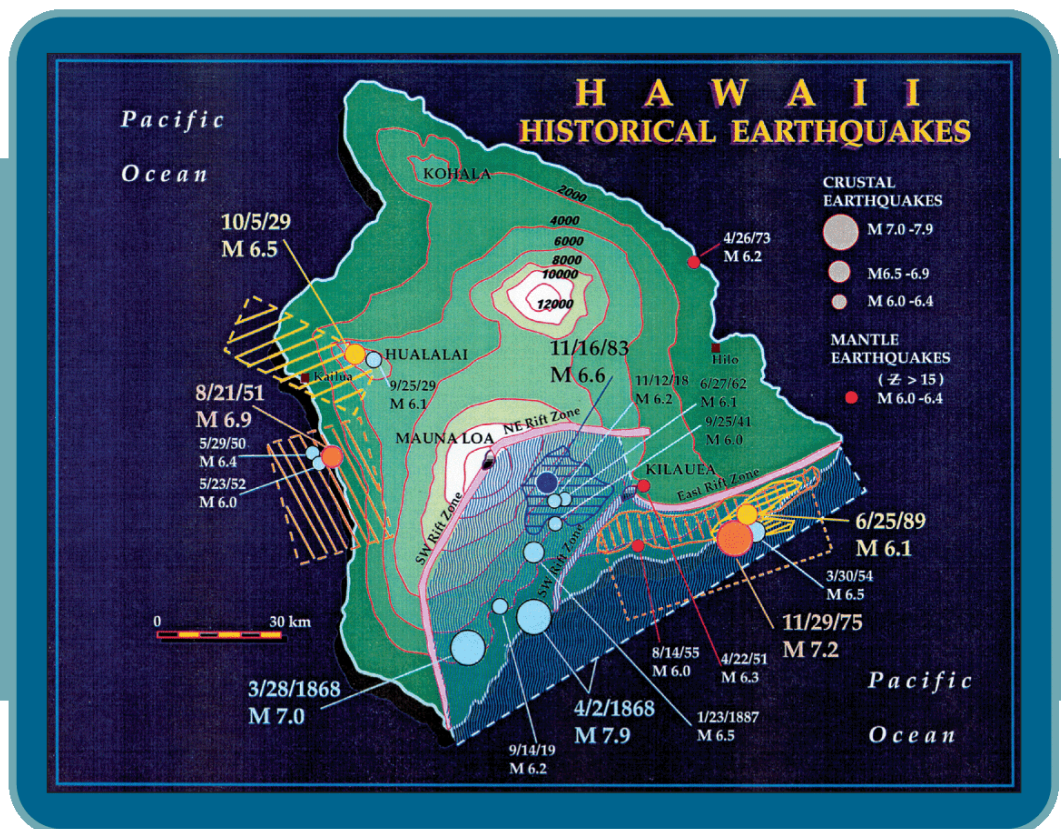 H A W A I I
HISTORICAL EARTHQUAKES
Pacific
Ocean
KOHALA
2000
4000
6000
8000
10000
12000
CRUSTAL
EARTHQUAKES
M 7.0 -7.9
M6.5 -6.9
M 6.0 -6.4
MANTLE
EARTHQUAKES
( Z > 15 )
M 6.0 -6.4
4/26/73
M 6.2
10/5/29
M 6.5
HUALALAI
Kailua
9/25/29
M 6.1
Hilo
11/16/83
M 6.6
11/12/18
M 6.2
6/27/62
M 6.1
9/25/41
M 6.0
8/21/51
M 6.9
5/29/50
M 6.4
5/23/52
M 6.0
MAUNA LOA
NE Rift Zone
SW Rift Zone
KILAUEA
East Rift Zone
SW Rift Zone
6/25/89
M 6.1
3/30/54
M 6.5
11/29/75
M 7.2
0
30 km
8/14/55
M 6.0
4/22/51
M 6.3
3/28/1868
M 7.0
4/2/1868
M 7.9
1/23/1887
M 6.5
9/14/19
M 6.2
Pacific
Ocean